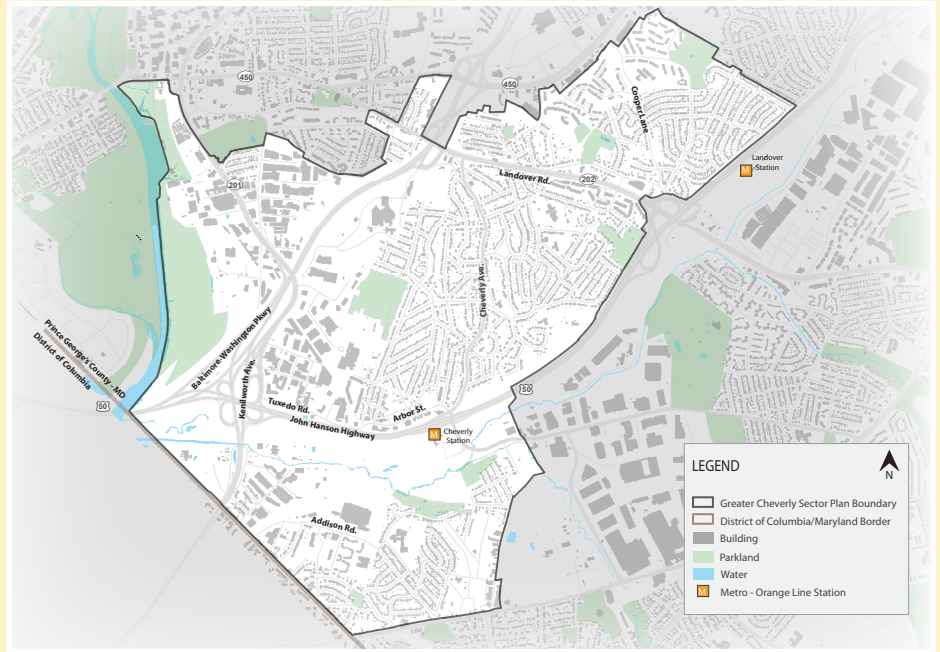 450
450
Cooper Lane
Landover
Station
M
Landover Rd.
202
201
Cheverly Ave.
Baltimore-Washington Pkwy
Prince George's County - MD
District of Columbia
50
Kenilworth Ave.
50
Tuxedo Rd.
Arbor St.
John Hanson Highway
M
Cheverly
Station
Addison Rd.
LEGEND
N
Greater Cheverly Sector Plan Boundary
District of Columbia/Maryland Border
Building
Parkland
Water
M
Metro - Orange Line Station